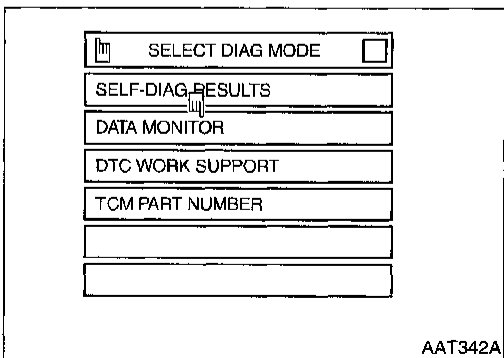 SELECT DIAG MODE
SELF-DIAG RESULTS
DATA MONITOR
DTC WORK SUPPORT
TCM PART NUMBER
AAT342A